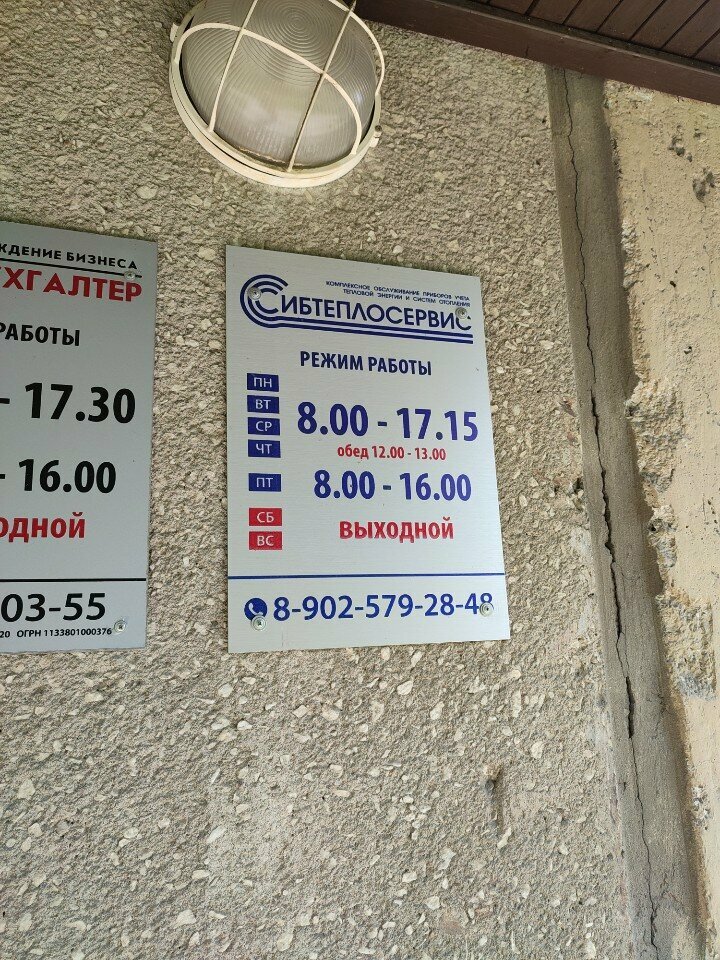 ЖДЕНИЕ БИЗНЕСА
УХГАЛТЕР
РАБОТЫ
- 17.30
- 16.00
ОДНОЙ
03-55
20 ОГРН 1133801000376
КОМПЛЕКСНОЕ ОБСЛУЖИВАНИЕ ПРИБОРОВ УЧЕТА
ТЕПЛОВОЙ ЭНЕРГИИ И СИСТЕМ ОТОПЛЕНИЯ
СИБТЕПЛОСЕРВИС
РЕЖИМ РАБОТЫ
ПН
ВТ
СР
ЧТ
8.00 - 17.15
обед 12.00 - 13.00
ПТ
8.00 - 16.00
СБ
ВС
ВЫХОДНОЙ
8-902-579-28-48